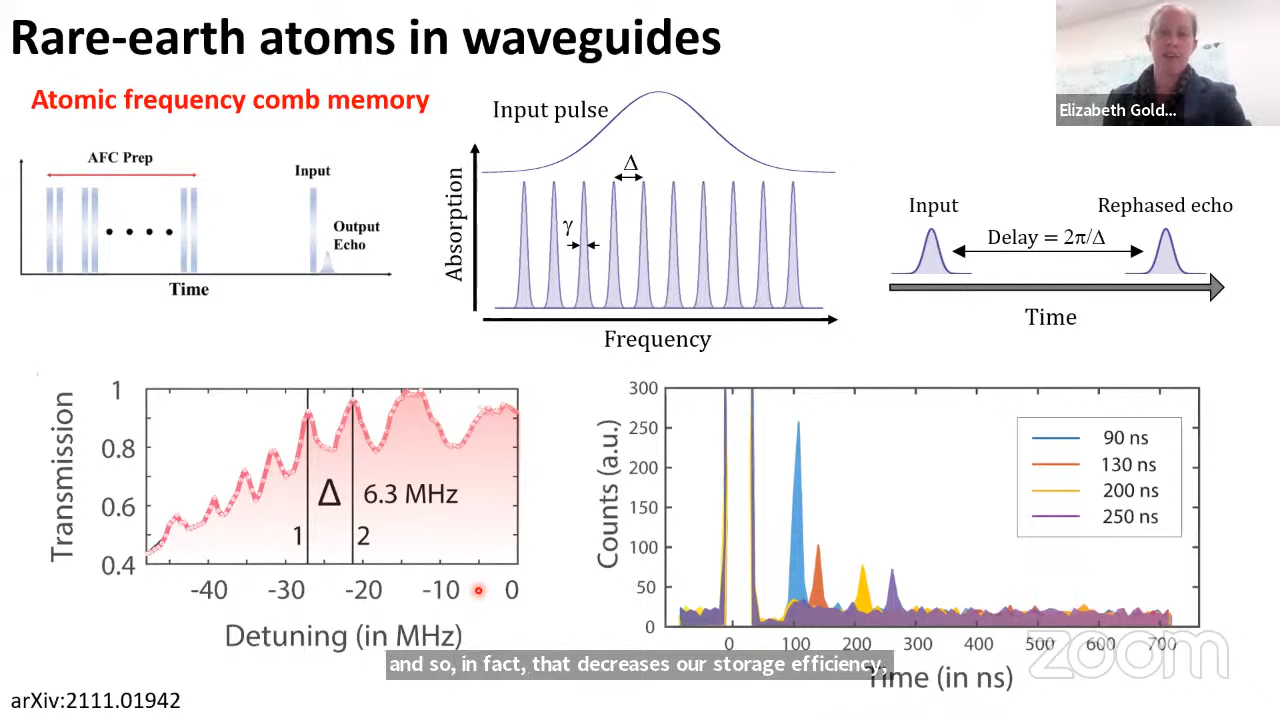 Rare-earth atoms in waveguides
Elizabeth Gold...
Atomic frequency comb memory
AFC Prep
Input
Output
Echo
Time
Input pulse
Δ
γ
Absorption
Frequency
Input
Rephased echo
Delay = 2π/Δ
Time
Transmission
1
0.8
0.6
0.4
Δ 6.3 MHz
1 2
-40 -30 -20 -10 0
Detuning (in MHz)
Counts (a.u.)
300
250
200
150
100
50
0
90 ns
130 ns
200 ns
250 ns
0 100 200 300 400 500 600 700
Time (in ns)
zoom
and so, in fact, that decreases our storage efficiency,
arXiv:2111.01942